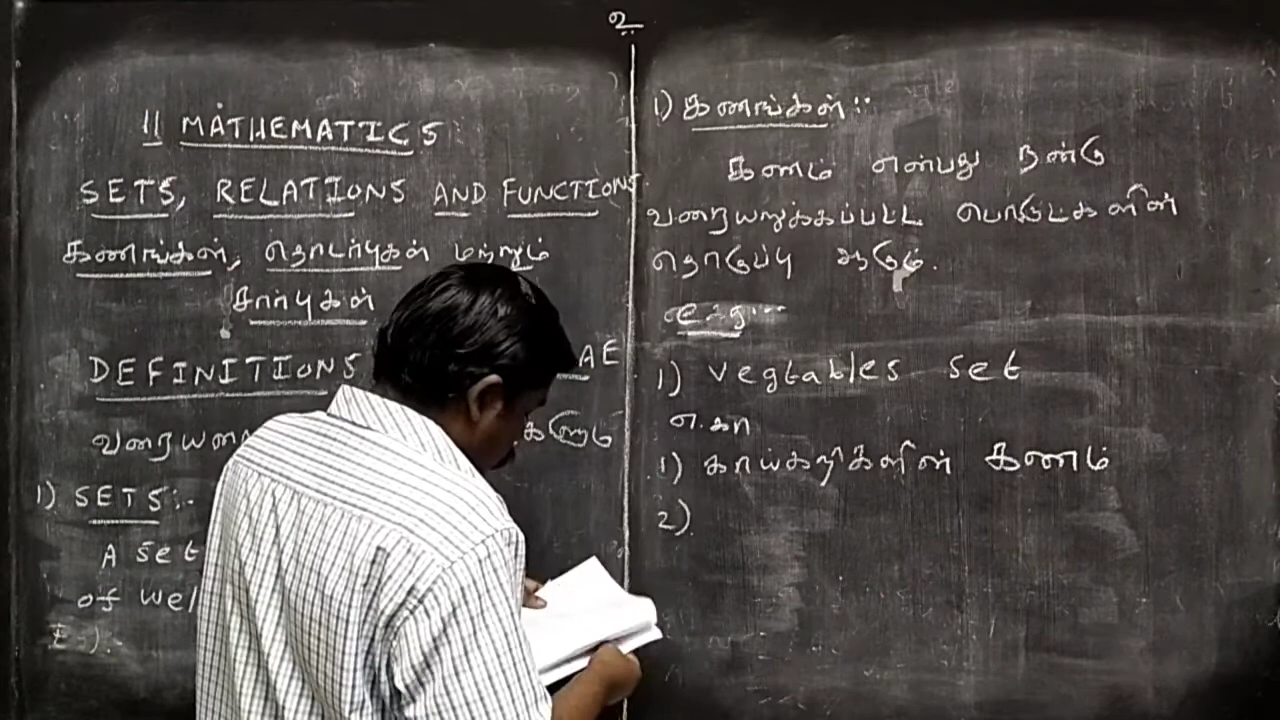 11 MATHEMATICS
SETS, RELATIONS AND FUNCTIONS
கணங்கள், தொடர்புகள் மற்றும்
சார்புகள்
DEFINITIONS AE
1) SETS:-
A set
of wel
2
1) கணங்கள்::
கணம் என்பது நன்கு
வரையறுக்கப்பட்ட பொருட்களின்
தொகுப்பு ஆகும்.
e.g:-
1) vegtables set
எ.கா
1) காய்கறிகளின் கணம்
2)